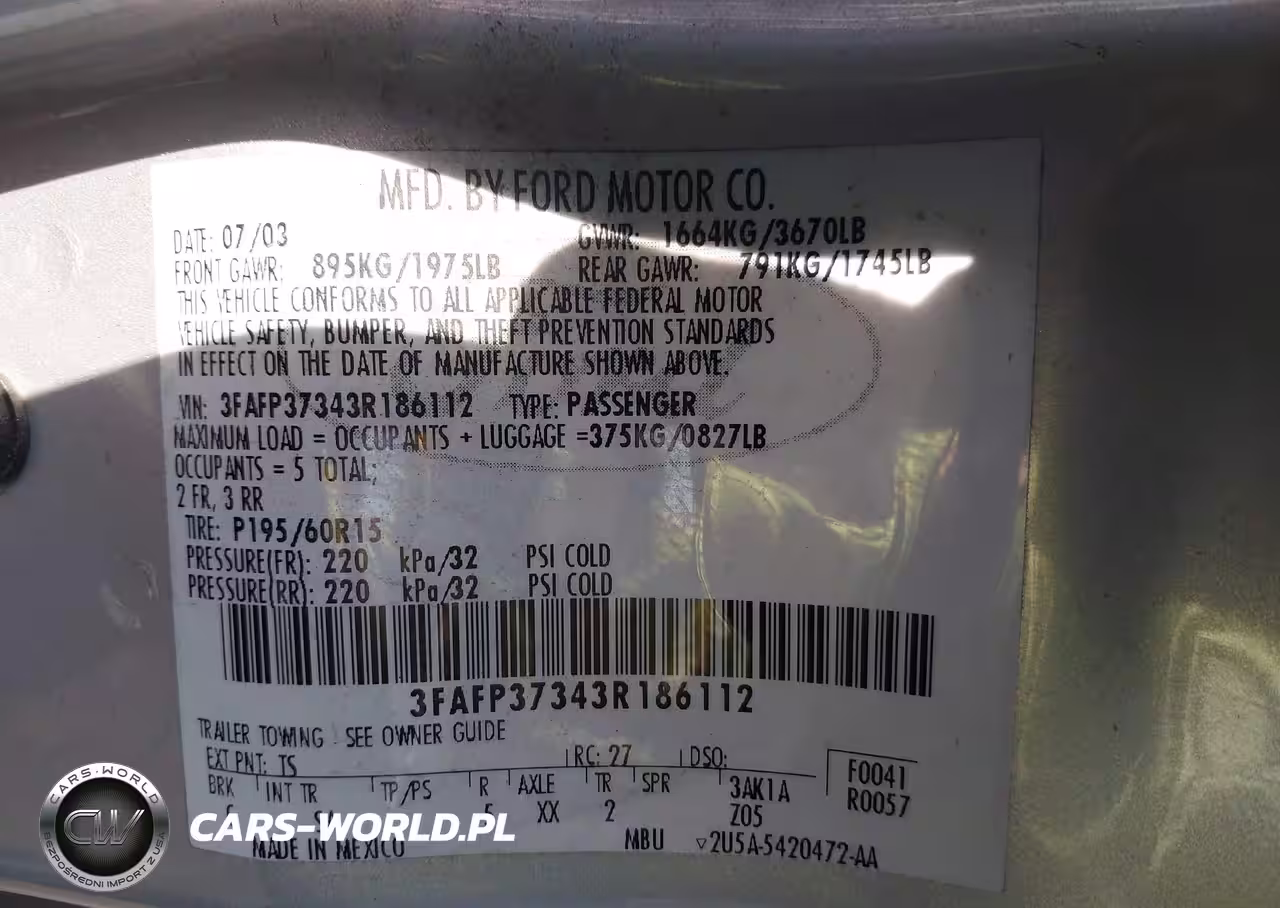 MFD. BY FORD MOTOR CO.
DATE: 07/03 GVWR: 1664KG/3670LB
FRONT GAWR: 895KG/1975LB REAR GAWR: 791KG/1745LB
THIS VEHICLE CONFORMS TO ALL APPLICABLE FEDERAL MOTOR
VEHICLE SAFETY, BUMPER, AND THEFT PREVENTION STANDARDS
IN EFFECT ON THE DATE OF MANUFACTURE SHOWN ABOVE.
VIN: 3FAFP37343R186112 TYPE: PASSENGER
MAXIMUM LOAD = OCCUPANTS + LUGGAGE =375KG/0827LB
OCCUPANTS = 5 TOTAL;
2 FR, 3 RR
TIRE: P195/60R15
PRESSURE(FR): 220 kPa/32 PSI COLD
PRESSURE(RR): 220 kPa/32 PSI COLD
3FAFP37343R186112
TRAILER TOWING - SEE OWNER GUIDE
EXT PNT: TS RC: 27 DSO: F0041
BRK INT TR TP/PS R AXLE TR SPR 3AK1A R0057
5 XX 2 Z05
MADE IN MEXICO MBU ▽2U5A-5420472-AA
CARS-WORLD
CW
BEZPOŚREDNI IMPORT Z USA
CARS-WORLD.PL